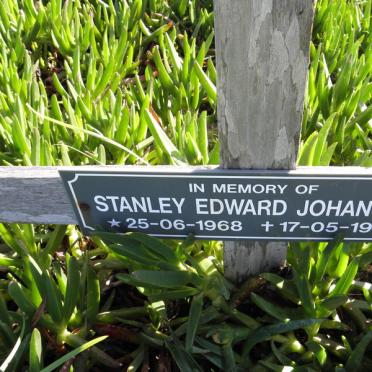 IN MEMORY OF
STANLEY EDWARD JOHAN
★ 25-06-1968 ✝ 17-05-19